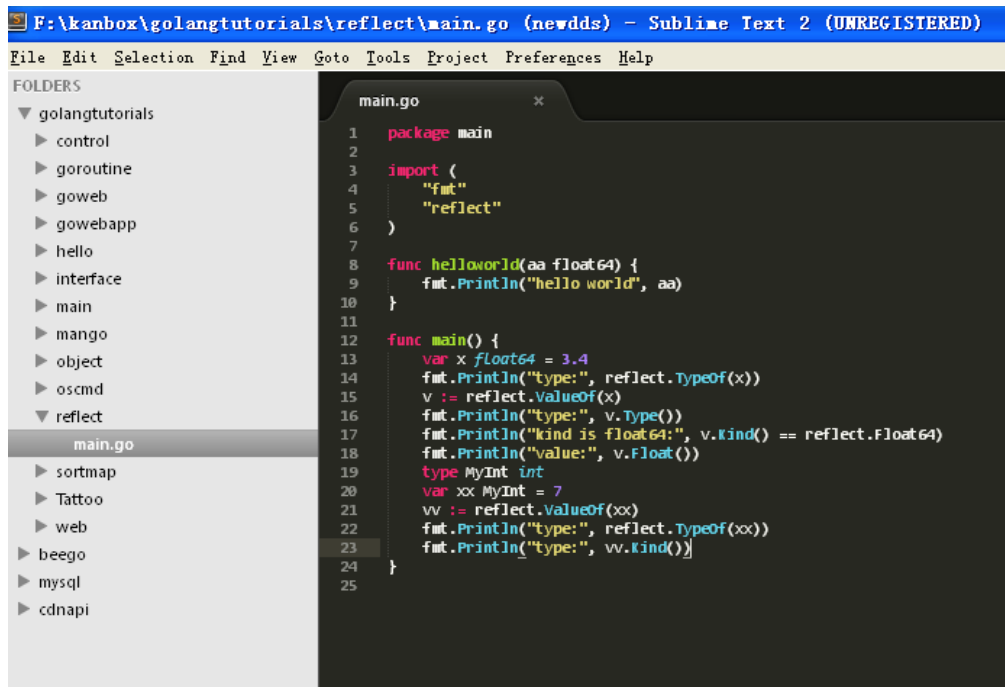 F:\kanbox\golangtutorials\reflect\main.go (newdds) - Sublime Text 2 (UNREGISTERED)
File Edit Selection Find View Goto Tools Project Preferences Help
FOLDERS
golangtutorials
control
goroutine
goweb
gowebapp
hello
interface
main
mango
object
oscmd
reflect
main.go
sortmap
Tattoo
web
beego
mysql
cdnapi
main.go ×
1 package main
2
3 import (
4 "fmt"
5 "reflect"
6 )
7
8 func helloworld(aa float64) {
9 fmt.Println("hello world", aa)
10 }
11
12 func main() {
13 var x float64 = 3.4
14 fmt.Println("type:", reflect.TypeOf(x))
15 v := reflect.ValueOf(x)
16 fmt.Println("type:", v.Type())
17 fmt.Println("kind is float64:", v.Kind() == reflect.Float64)
18 fmt.Println("value:", v.Float())
19 type MyInt int
20 var xx MyInt = 7
21 vv := reflect.ValueOf(xx)
22 fmt.Println("type:", reflect.TypeOf(xx))
23 fmt.Println("type:", vv.Kind())
24 }
25